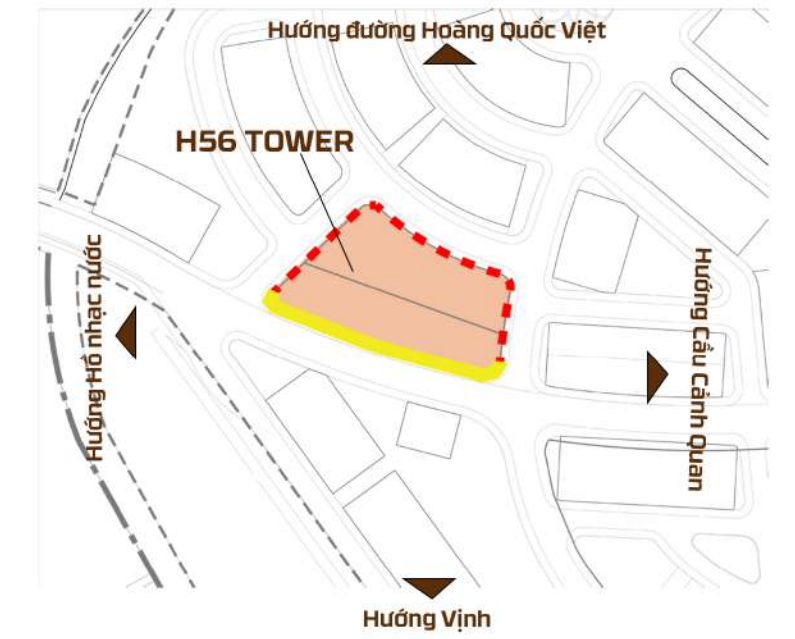 Hướng đường Hoàng Quốc Việt
H56 TOWER
Hướng Hồ nhạc nước
Hướng Cầu Cảnh Quan
Hướng Vịnh